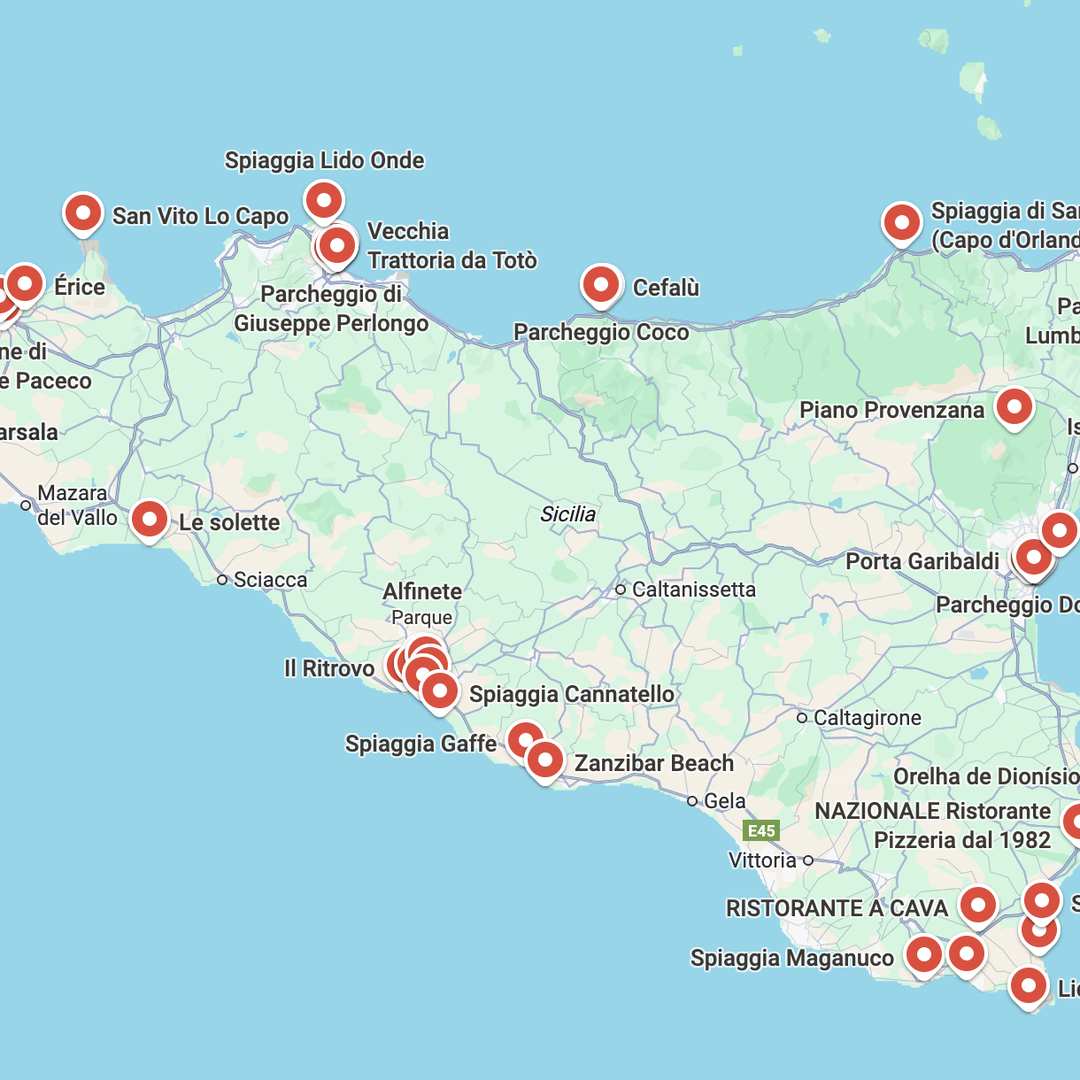 Spiaggia Lido Onde
San Vito Lo Capo
Vecchia
Trattoria da Totò
Spiaggia di Sa
(Capo d'Orland
Érice
Parcheggio di
Giuseppe Perlongo
Cefalù
Parcheggio Coco
Pa
Lumb
ne di
e Paceco
Piano Provenzana
arsala
Is
Mazara
del Vallo
Le solette
Sicilia
Porta Garibaldi
Sciacca
Alfinete
Parque
Caltanissetta
Parcheggio Do
Il Ritrovo
Spiaggia Cannatello
Caltagirone
Spiaggia Gaffe
Zanzibar Beach
Orelha de Dionísio
Gela
NAZIONALE Ristorante
Pizzeria dal 1982
E45
Vittoria
RISTORANTE A CAVA
S
Spiaggia Maganuco
Lid